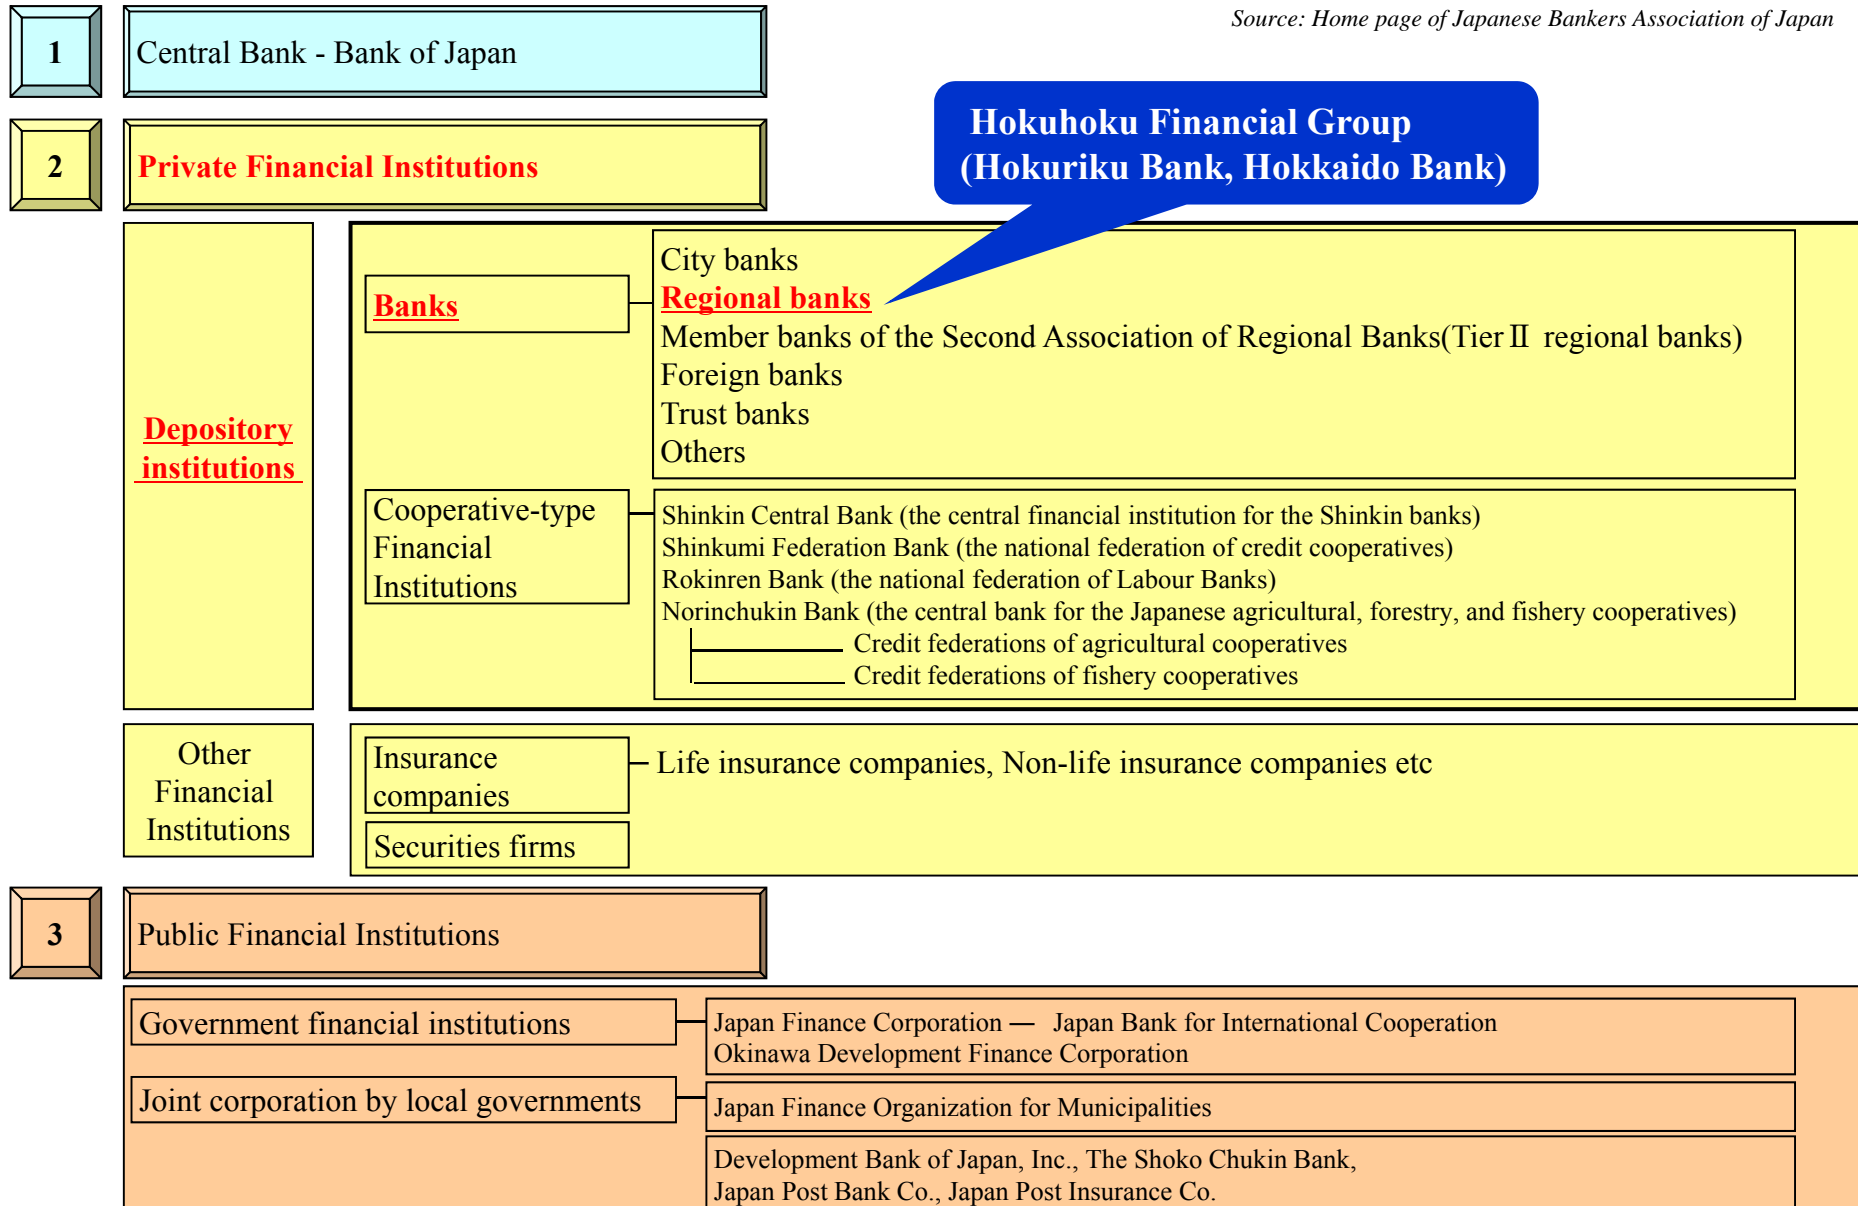 Source: Home page of Japanese Bankers Association of Japan
1
Central Bank - Bank of Japan
Hokuhoku Financial Group
(Hokuriku Bank, Hokkaido Bank)
2
Private Financial Institutions
Depository
institutions
Banks
City banks
Regional banks
Member banks of the Second Association of Regional Banks(Tier Ⅱ regional banks)
Foreign banks
Trust banks
Others
Cooperative-type
Financial
Institutions
Shinkin Central Bank (the central financial institution for the Shinkin banks)
Shinkumi Federation Bank (the national federation of credit cooperatives)
Rokinren Bank (the national federation of Labour Banks)
Norinchukin Bank (the central bank for the Japanese agricultural, forestry, and fishery cooperatives)
Credit federations of agricultural cooperatives
Credit federations of fishery cooperatives
Other
Financial
Institutions
Insurance
companies
Life insurance companies, Non-life insurance companies etc
Securities firms
3
Public Financial Institutions
Government financial institutions
Japan Finance Corporation — Japan Bank for International Cooperation
Okinawa Development Finance Corporation
Joint corporation by local governments
Japan Finance Organization for Municipalities
Development Bank of Japan, Inc., The Shoko Chukin Bank,
Japan Post Bank Co., Japan Post Insurance Co.